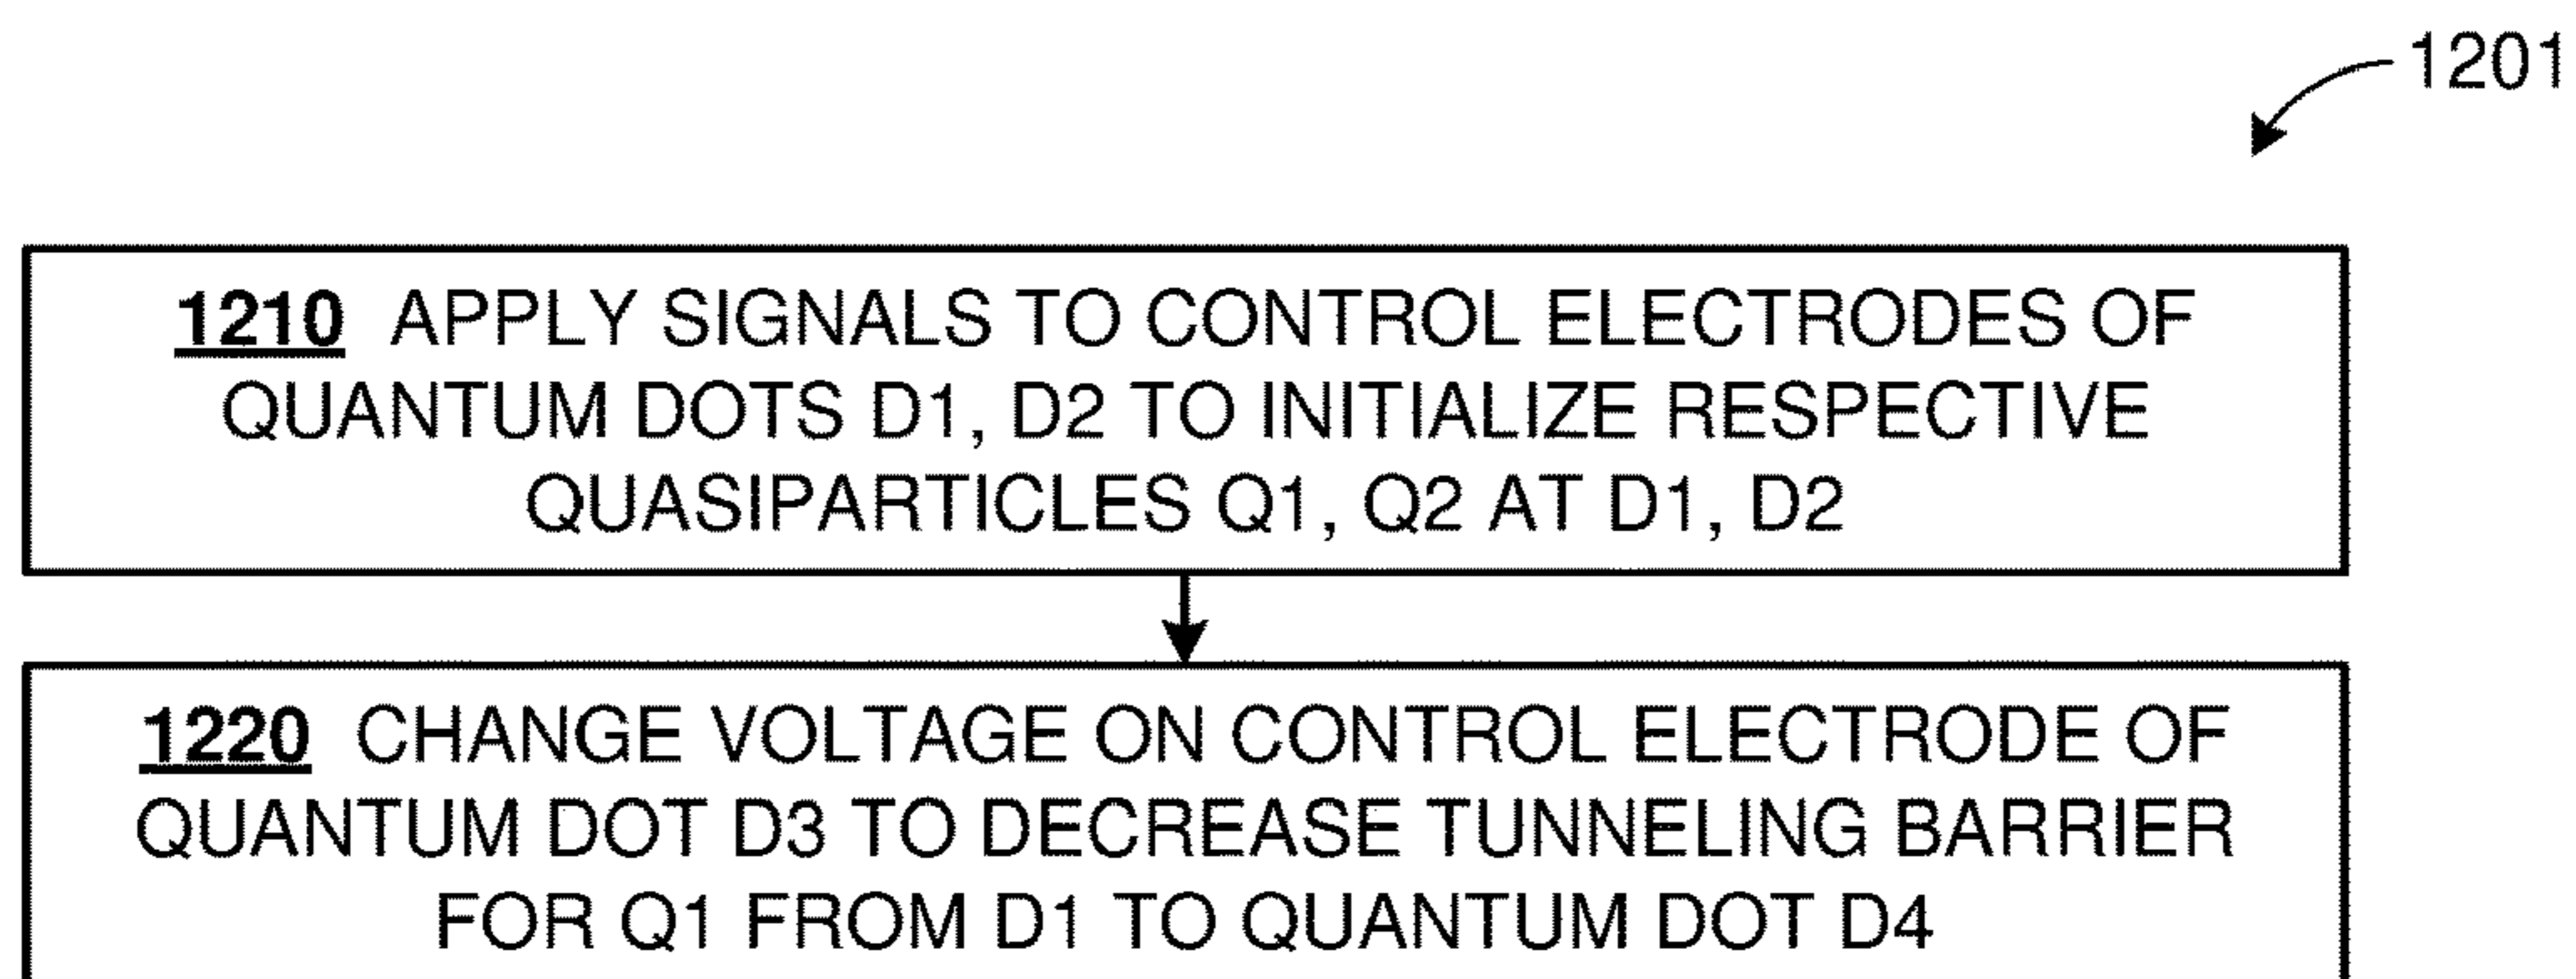 1201
1210 APPLY SIGNALS TO CONTROL ELECTRODES OF
QUANTUM DOTS D1, D2 TO INITIALIZE RESPECTIVE
QUASIPARTICLES Q1, Q2 AT D1, D2
1220 CHANGE VOLTAGE ON CONTROL ELECTRODE OF
QUANTUM DOT D3 TO DECREASE TUNNELING BARRIER
FOR Q1 FROM D1 TO QUANTUM DOT D4